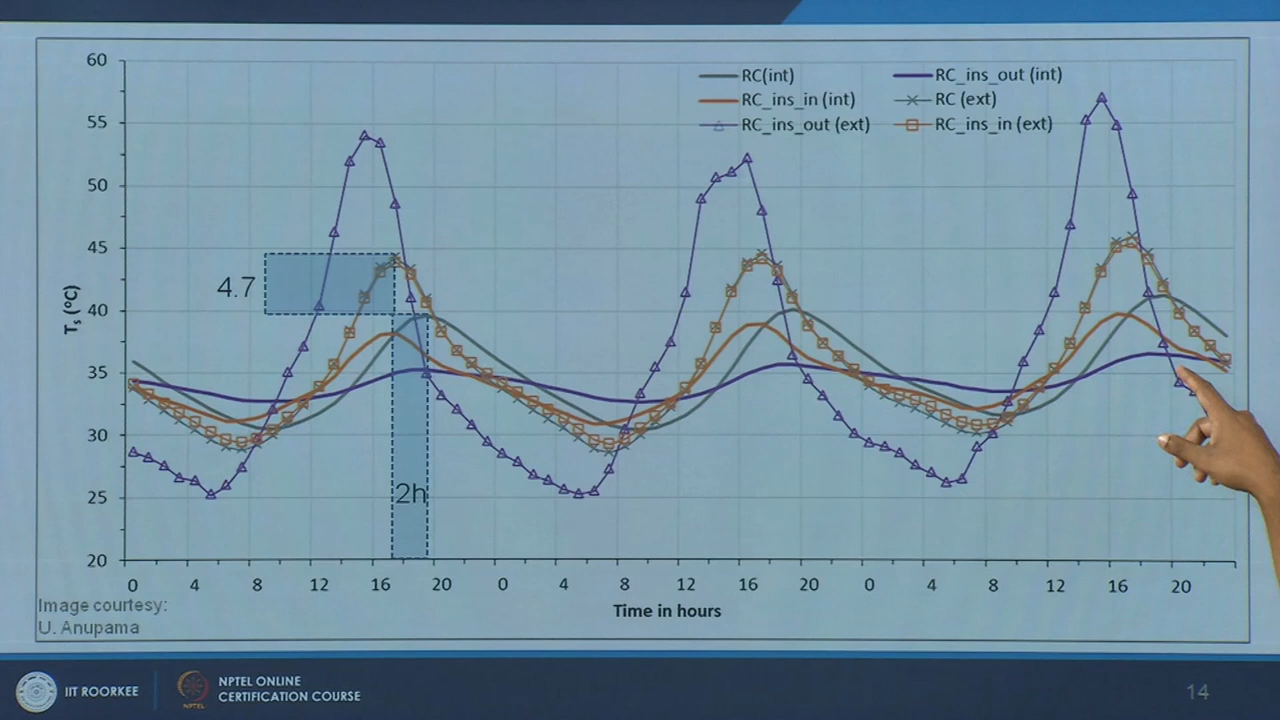 60
55
50
45
40
35
30
25
20
Ts (°C)
RC(int)
RC_ins_out (int)
RC_ins_in (int)
RC (ext)
RC_ins_out (ext)
RC_ins_in (ext)
4.7
2h
0 4 8 12 16 20 0 4 8 12 16 20 0 4 8 12 16 20
Time in hours
Image courtesy:
U. Anupama
IIT ROORKEE
NPTEL
NPTEL ONLINE
CERTIFICATION COURSE
14